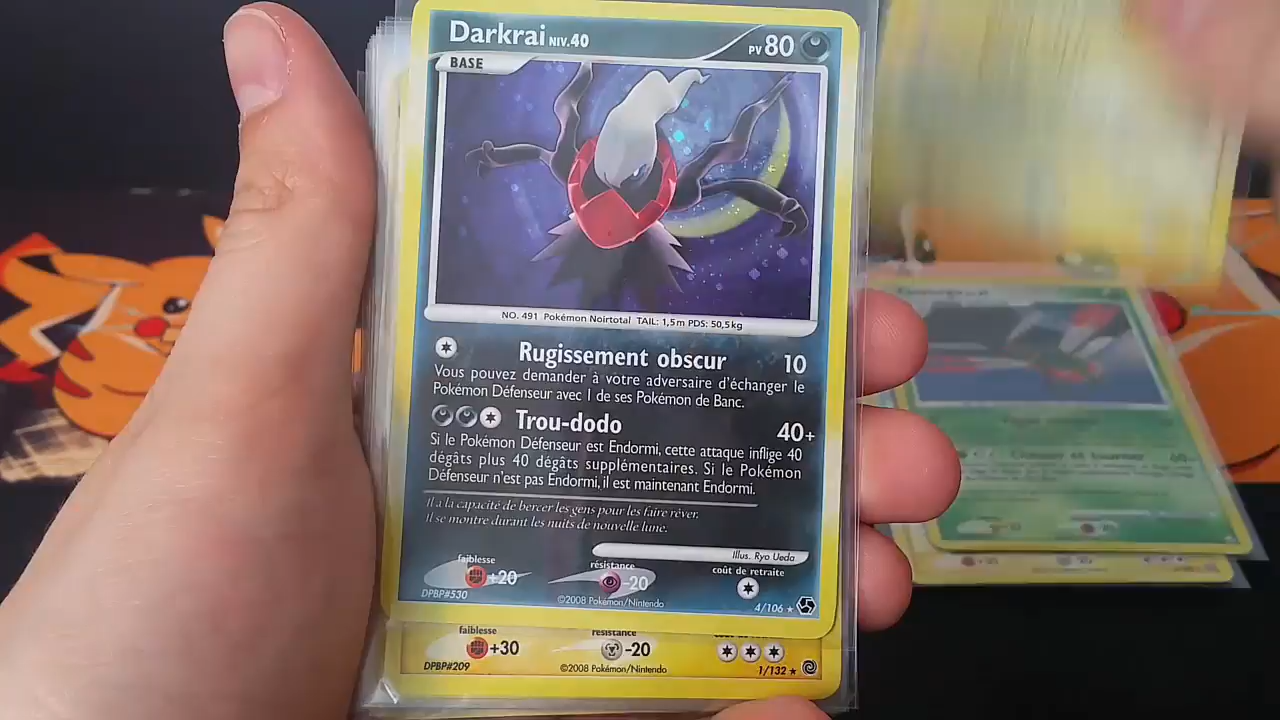 Darkrai NIV.40
PV 80
BASE
NO. 491 Pokémon Noirtotal TAIL: 1,5m PDS: 50,5kg
Rugissement obscur 10
Vous pouvez demander à votre adversaire d'échanger le
Pokémon Défenseur avec 1 de ses Pokémon de Banc.
Trou-dodo 40+
Si le Pokémon Défenseur est Endormi, cette attaque inflige 40
dégâts plus 40 dégâts supplémentaires. Si le Pokémon
Défenseur n'est pas Endormi, il est maintenant Endormi.
Il a la capacité de bercer les gens pour les faire rêver.
Il se montre durant les nuits de nouvelle lune.
Illus. Ryo Ueda
faiblesse résistance coût de retraite
+20 -20
DPBP#530 ©2008 Pokémon/Nintendo 4/106
faiblesse résistance
+30 -20
DPBP#209 ©2008 Pokémon/Nintendo 1/132